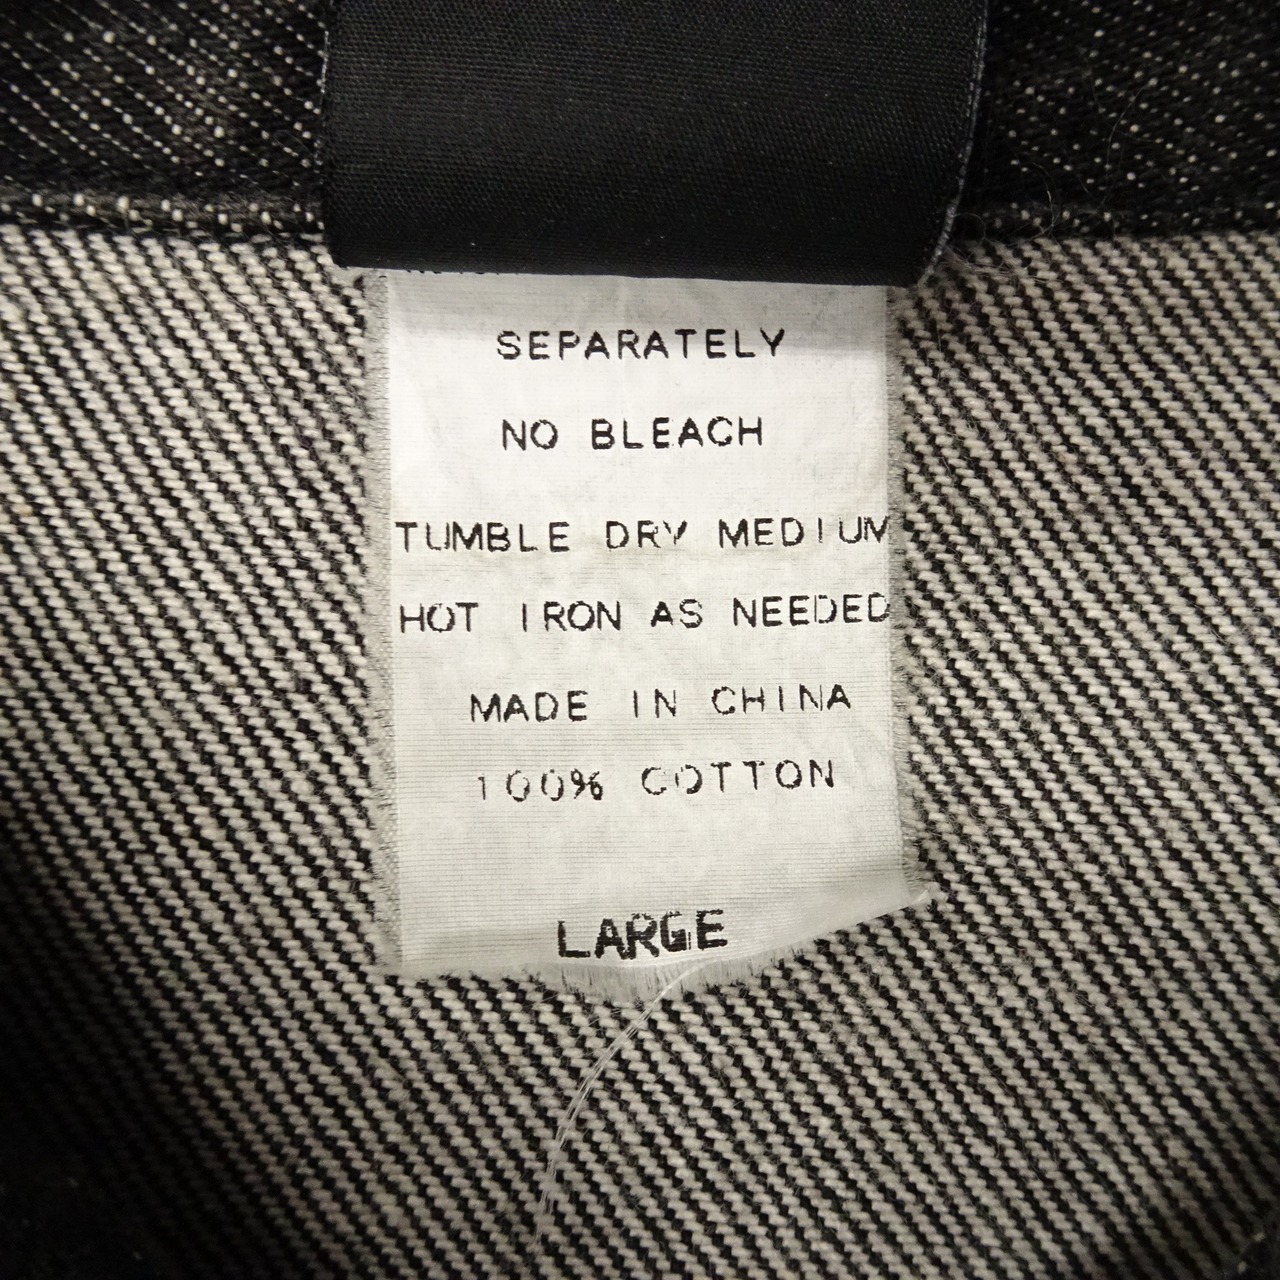 SEPARATELY
NO BLEACH
TUMBLE DRY MEDIUM
HOT IRON AS NEEDED
MADE IN CHINA
100% COTTON
LARGE